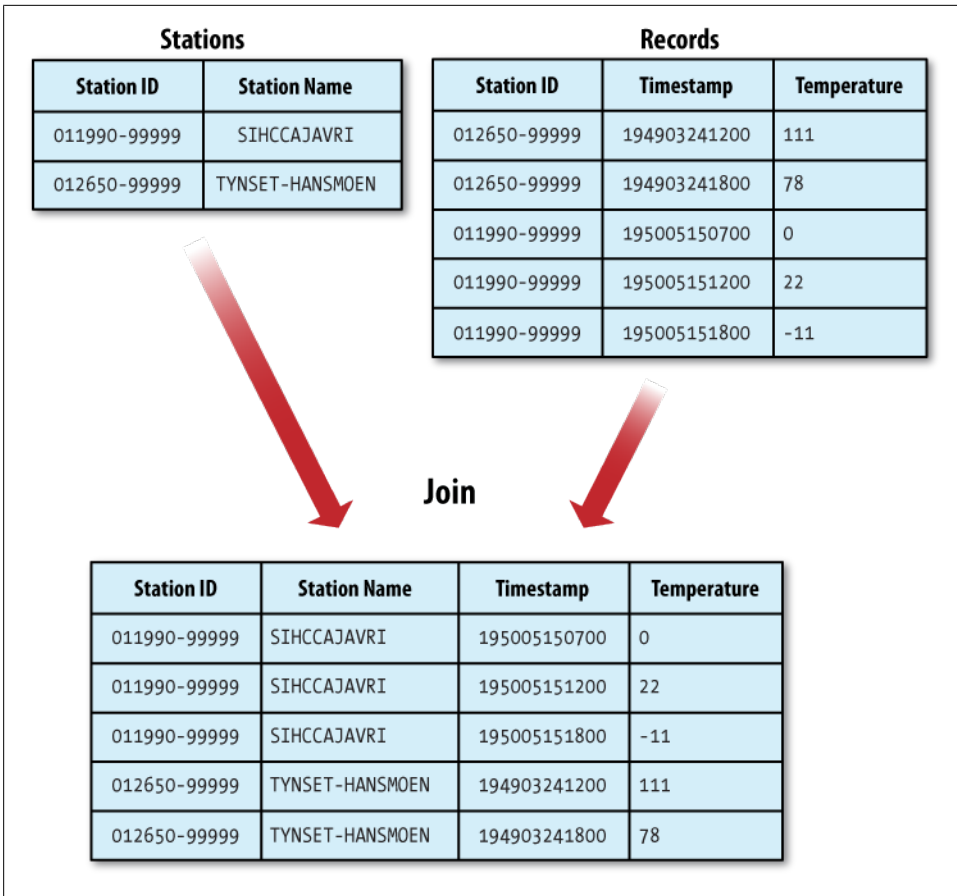 Stations
Station ID Station Name
011990-99999 SIHCCAJAVRI
012650-99999 TYNSET-HANSMOEN
Records
Station ID Timestamp Temperature
012650-99999 194903241200 111
012650-99999 194903241800 78
011990-99999 195005150700 0
011990-99999 195005151200 22
011990-99999 195005151800 -11
Join
Station ID Station Name Timestamp Temperature
011990-99999 SIHCCAJAVRI 195005150700 0
011990-99999 SIHCCAJAVRI 195005151200 22
011990-99999 SIHCCAJAVRI 195005151800 -11
012650-99999 TYNSET-HANSMOEN 194903241200 111
012650-99999 TYNSET-HANSMOEN 194903241800 78